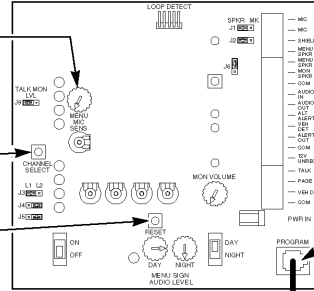 LOOP DETECT
SPKR MK
J1
J2
J6
MIC
MIC
SHIELD
MENU SPKR
MENU SPKR
MON SPKR
COM
AUDIO IN
AUDIO OUT
ALT ALERT
VEH DET
ALERT OUT
COM
12V
TALK
PAGE
VEH D
COM
TALK MON
LVL
J9
MENU
MIC
SENS
CHANNEL
SELECT
L1 L2
J3
J4
J5
MON VOLUME
PWR IN
RESET
ON
OFF
DAY
NIGHT
MENU SIGN
AUDIO LEVEL
DAY
NIGHT
PROGRAM